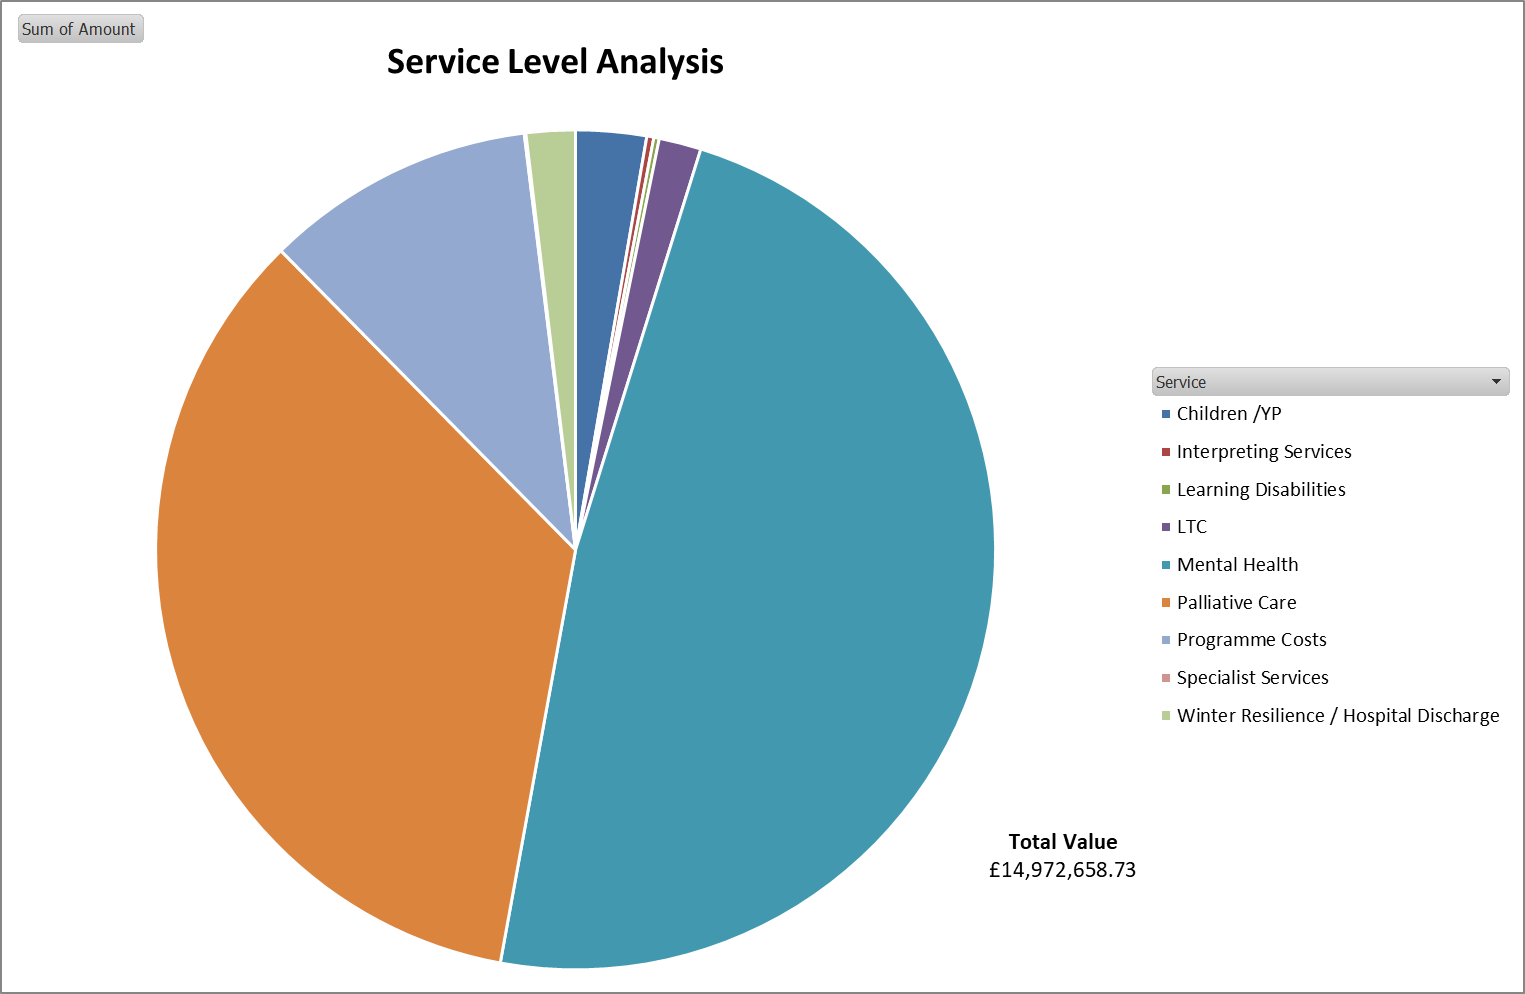 Sum of Amount
Service Level Analysis
Service
Children /YP
Interpreting Services
Learning Disabilities
LTC
Mental Health
Palliative Care
Programme Costs
Specialist Services
Winter Resilience / Hospital Discharge
Total Value
£14,972,658.73